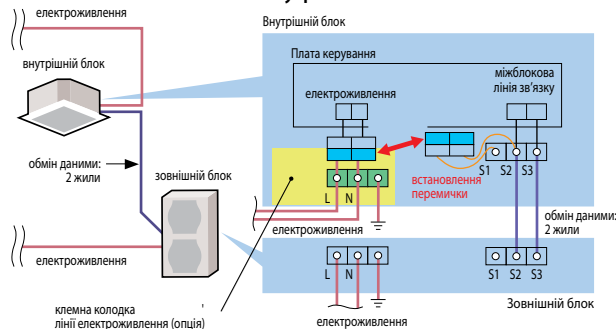 електроживлення
внутрішній блок
обмін даними:
2 жили
зовнішній блок
електроживлення
клемна колодка
лінії електроживлення (опція)
Внутрішній блок
Плата керування
електроживлення
міжблокова
лінія зв'язку
S1 S2 S3
встановлення
перемички
L N
електроживлення
обмін даними:
2 жили
L N
S1 S2 S3
Зовнішній блок
електроживлення